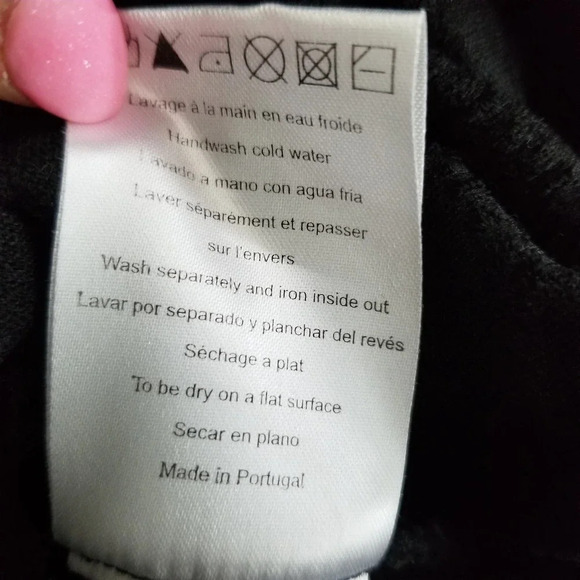 Lavage à la main en eau froide
Handwash cold water
Lavado a mano con agua fria
Laver séparément et repasser
sur l'envers
Wash separately and iron inside out
Lavar por separado y planchar del revés
Séchage a plat
To be dry on a flat surface
Secar en plano
Made in Portugal